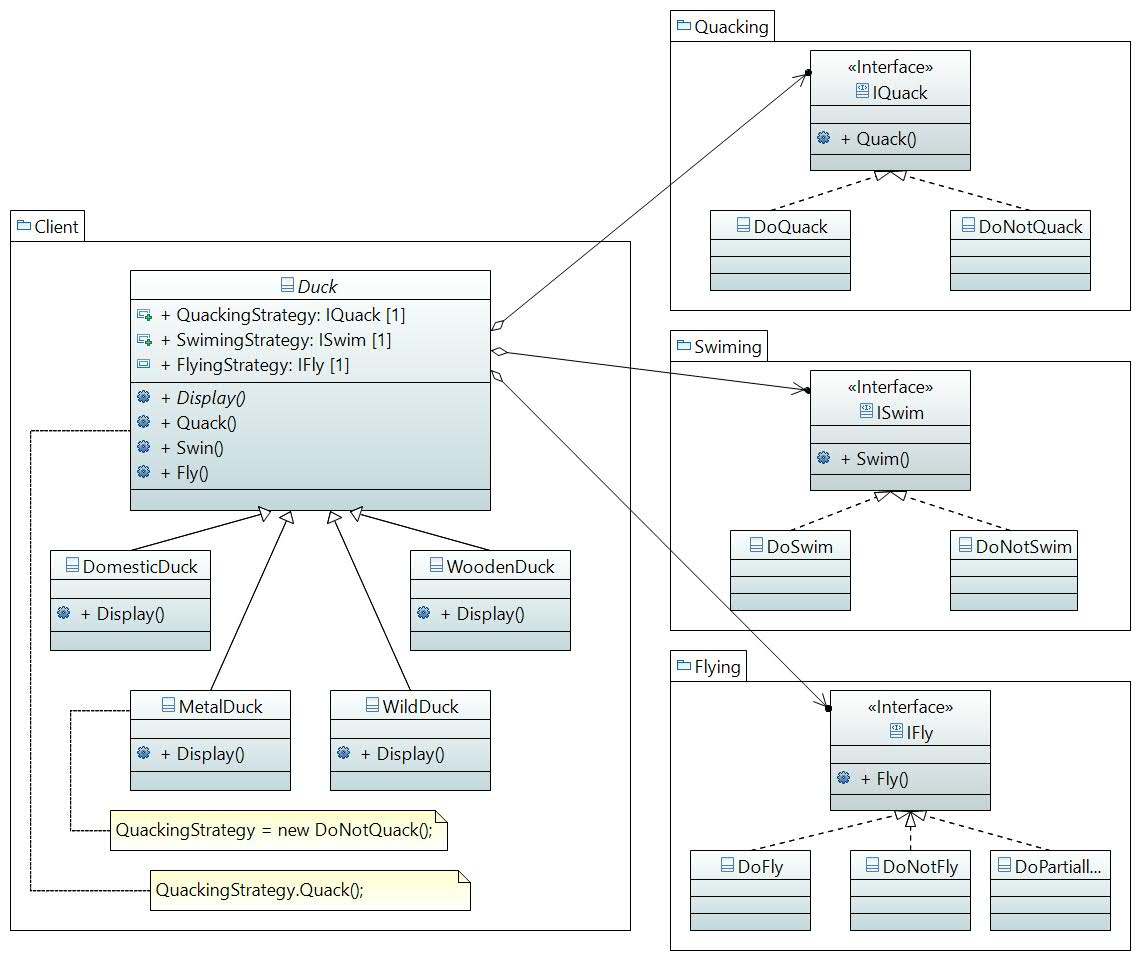 Quacking
«Interface»
IQuack
+ Quack()
DoQuack
DoNotQuack
Client
Duck
+ QuackingStrategy: IQuack [1]
+ SwimingStrategy: ISwim [1]
+ FlyingStrategy: IFly [1]
+ Display()
+ Quack()
+ Swin()
+ Fly()
DomesticDuck
+ Display()
WoodenDuck
+ Display()
MetalDuck
+ Display()
WildDuck
+ Display()
QuackingStrategy = new DoNotQuack();
QuackingStrategy.Quack();
Swiming
«Interface»
ISwim
+ Swim()
DoSwim
DoNotSwim
Flying
«Interface»
IFly
+ Fly()
DoFly
DoNotFly
DoPartiall...